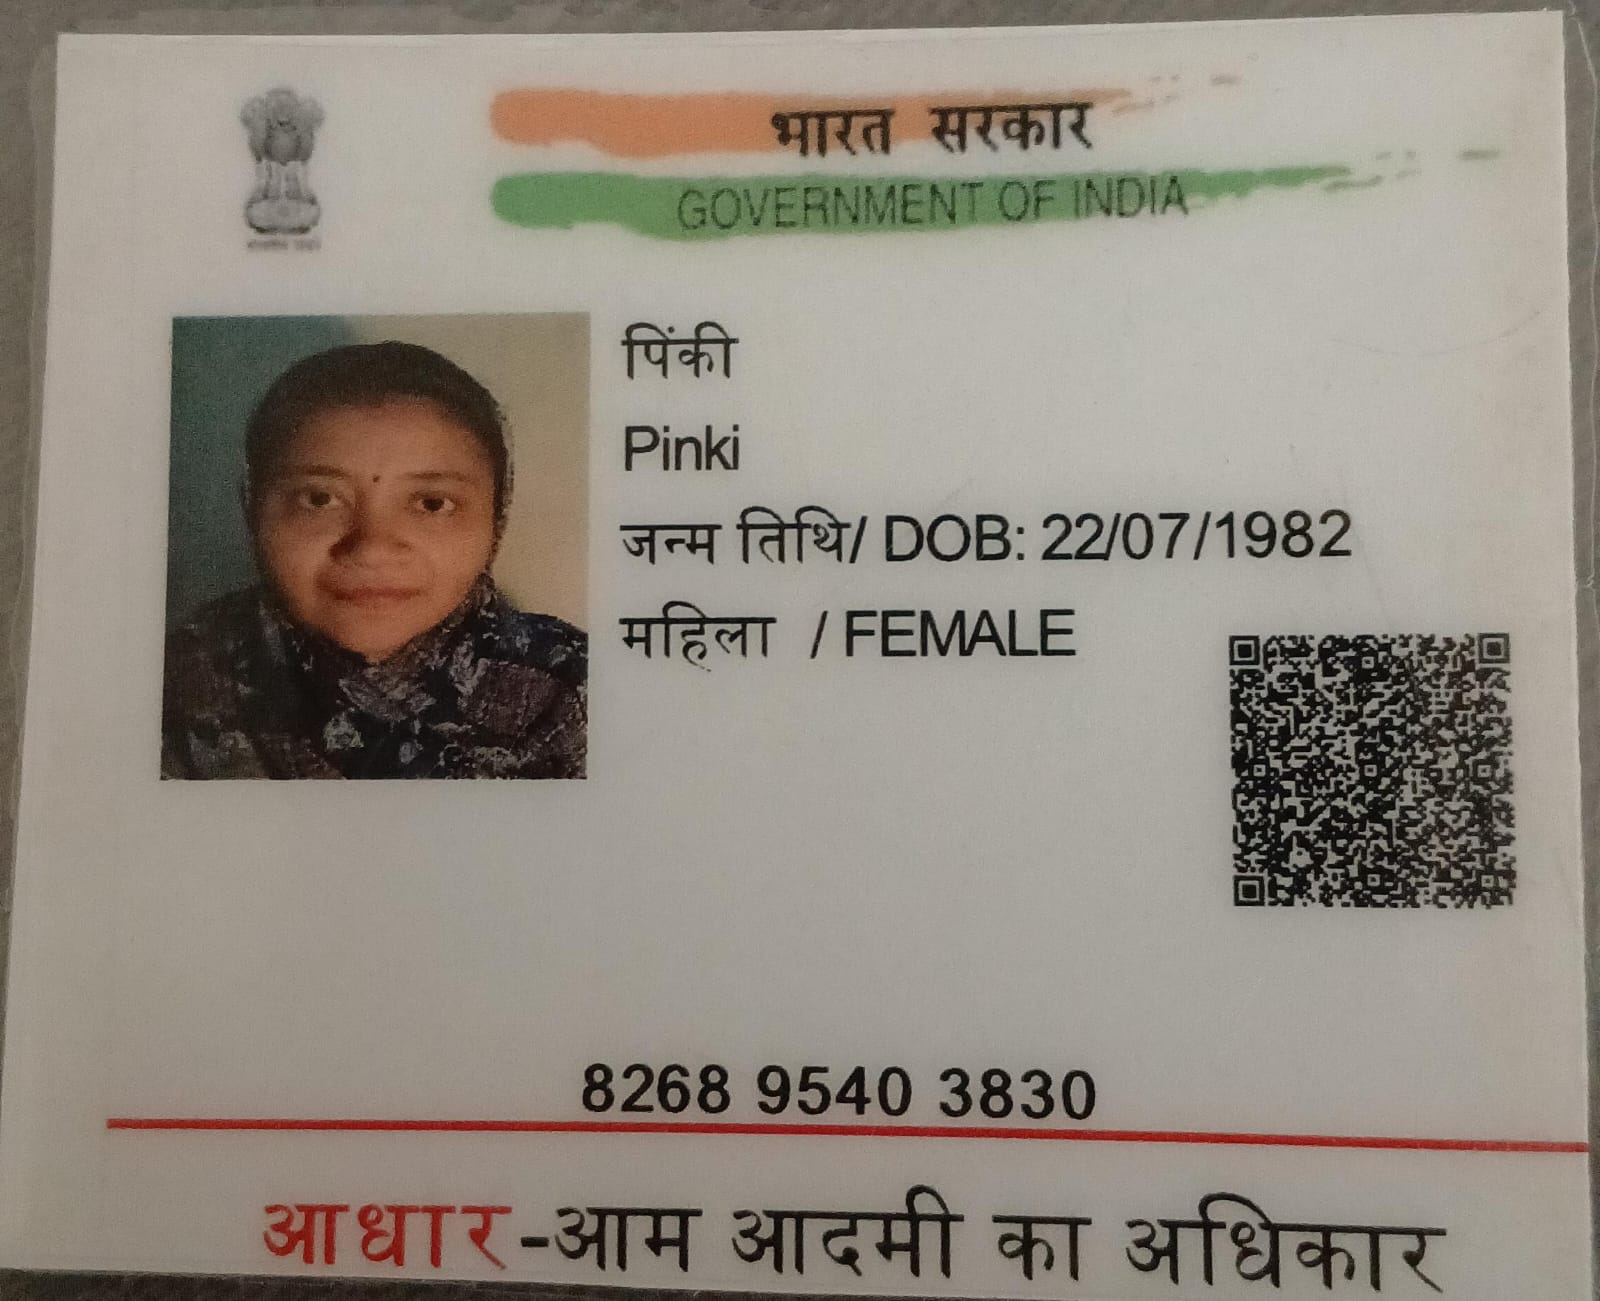 भारत सरकार
GOVERNMENT OF INDIA
पिंकी
Pinki
जन्म तिथि/ DOB: 22/07/1982
महिला / FEMALE
8268 9540 3830
आधार-आम आदमी का अधिकार